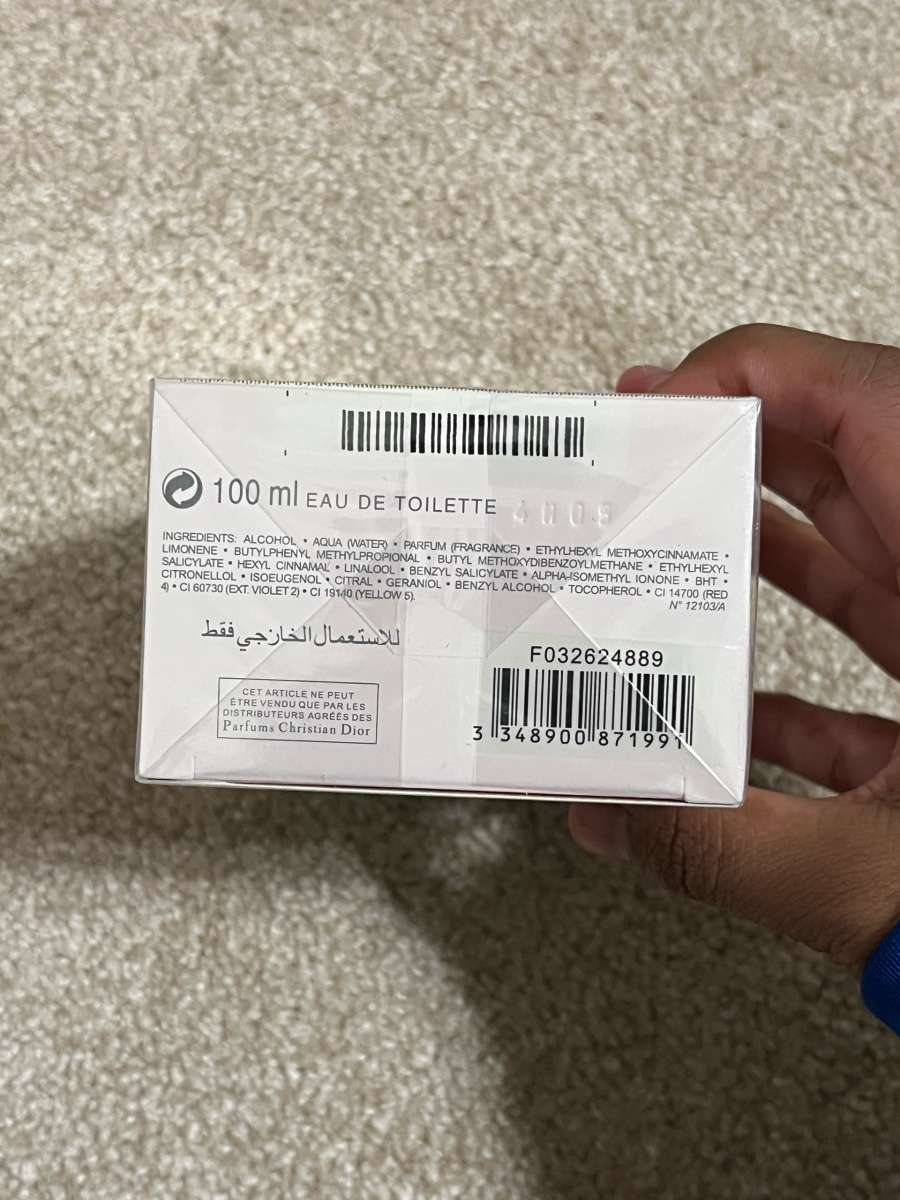 100 ml EAU DE TOILETTE
INGREDIENTS: ALCOHOL • AQUA (WATER) • PARFUM (FRAGRANCE) • ETHYLHEXYL METHOXYCINNAMATE •
LIMONENE • BUTYLPHENYL METHYLPROPIONAL • BUTYL METHOXYDIBENZOYLMETHANE • ETHYLHEXYL
SALICYLATE • HEXYL CINNAMAL • LINALOOL • BENZYL SALICYLATE • ALPHA-ISOMETHYL IONONE • BHT •
CITRONELLOL • ISOEUGENOL • CITRAL • GERANIOL • BENZYL ALCOHOL • TOCOPHEROL • CI 14700 (RED
4) • CI 60730 (EXT. VIOLET 2) • CI 19140 (YELLOW 5).
N° 12103/A
للاستعمال الخارجي فقط
CET ARTICLE NE PEUT
ÊTRE VENDU QUE PAR LES
DISTRIBUTEURS AGRÉÉS DES
Parfums Christian Dior
F032624889
3 348900 871991